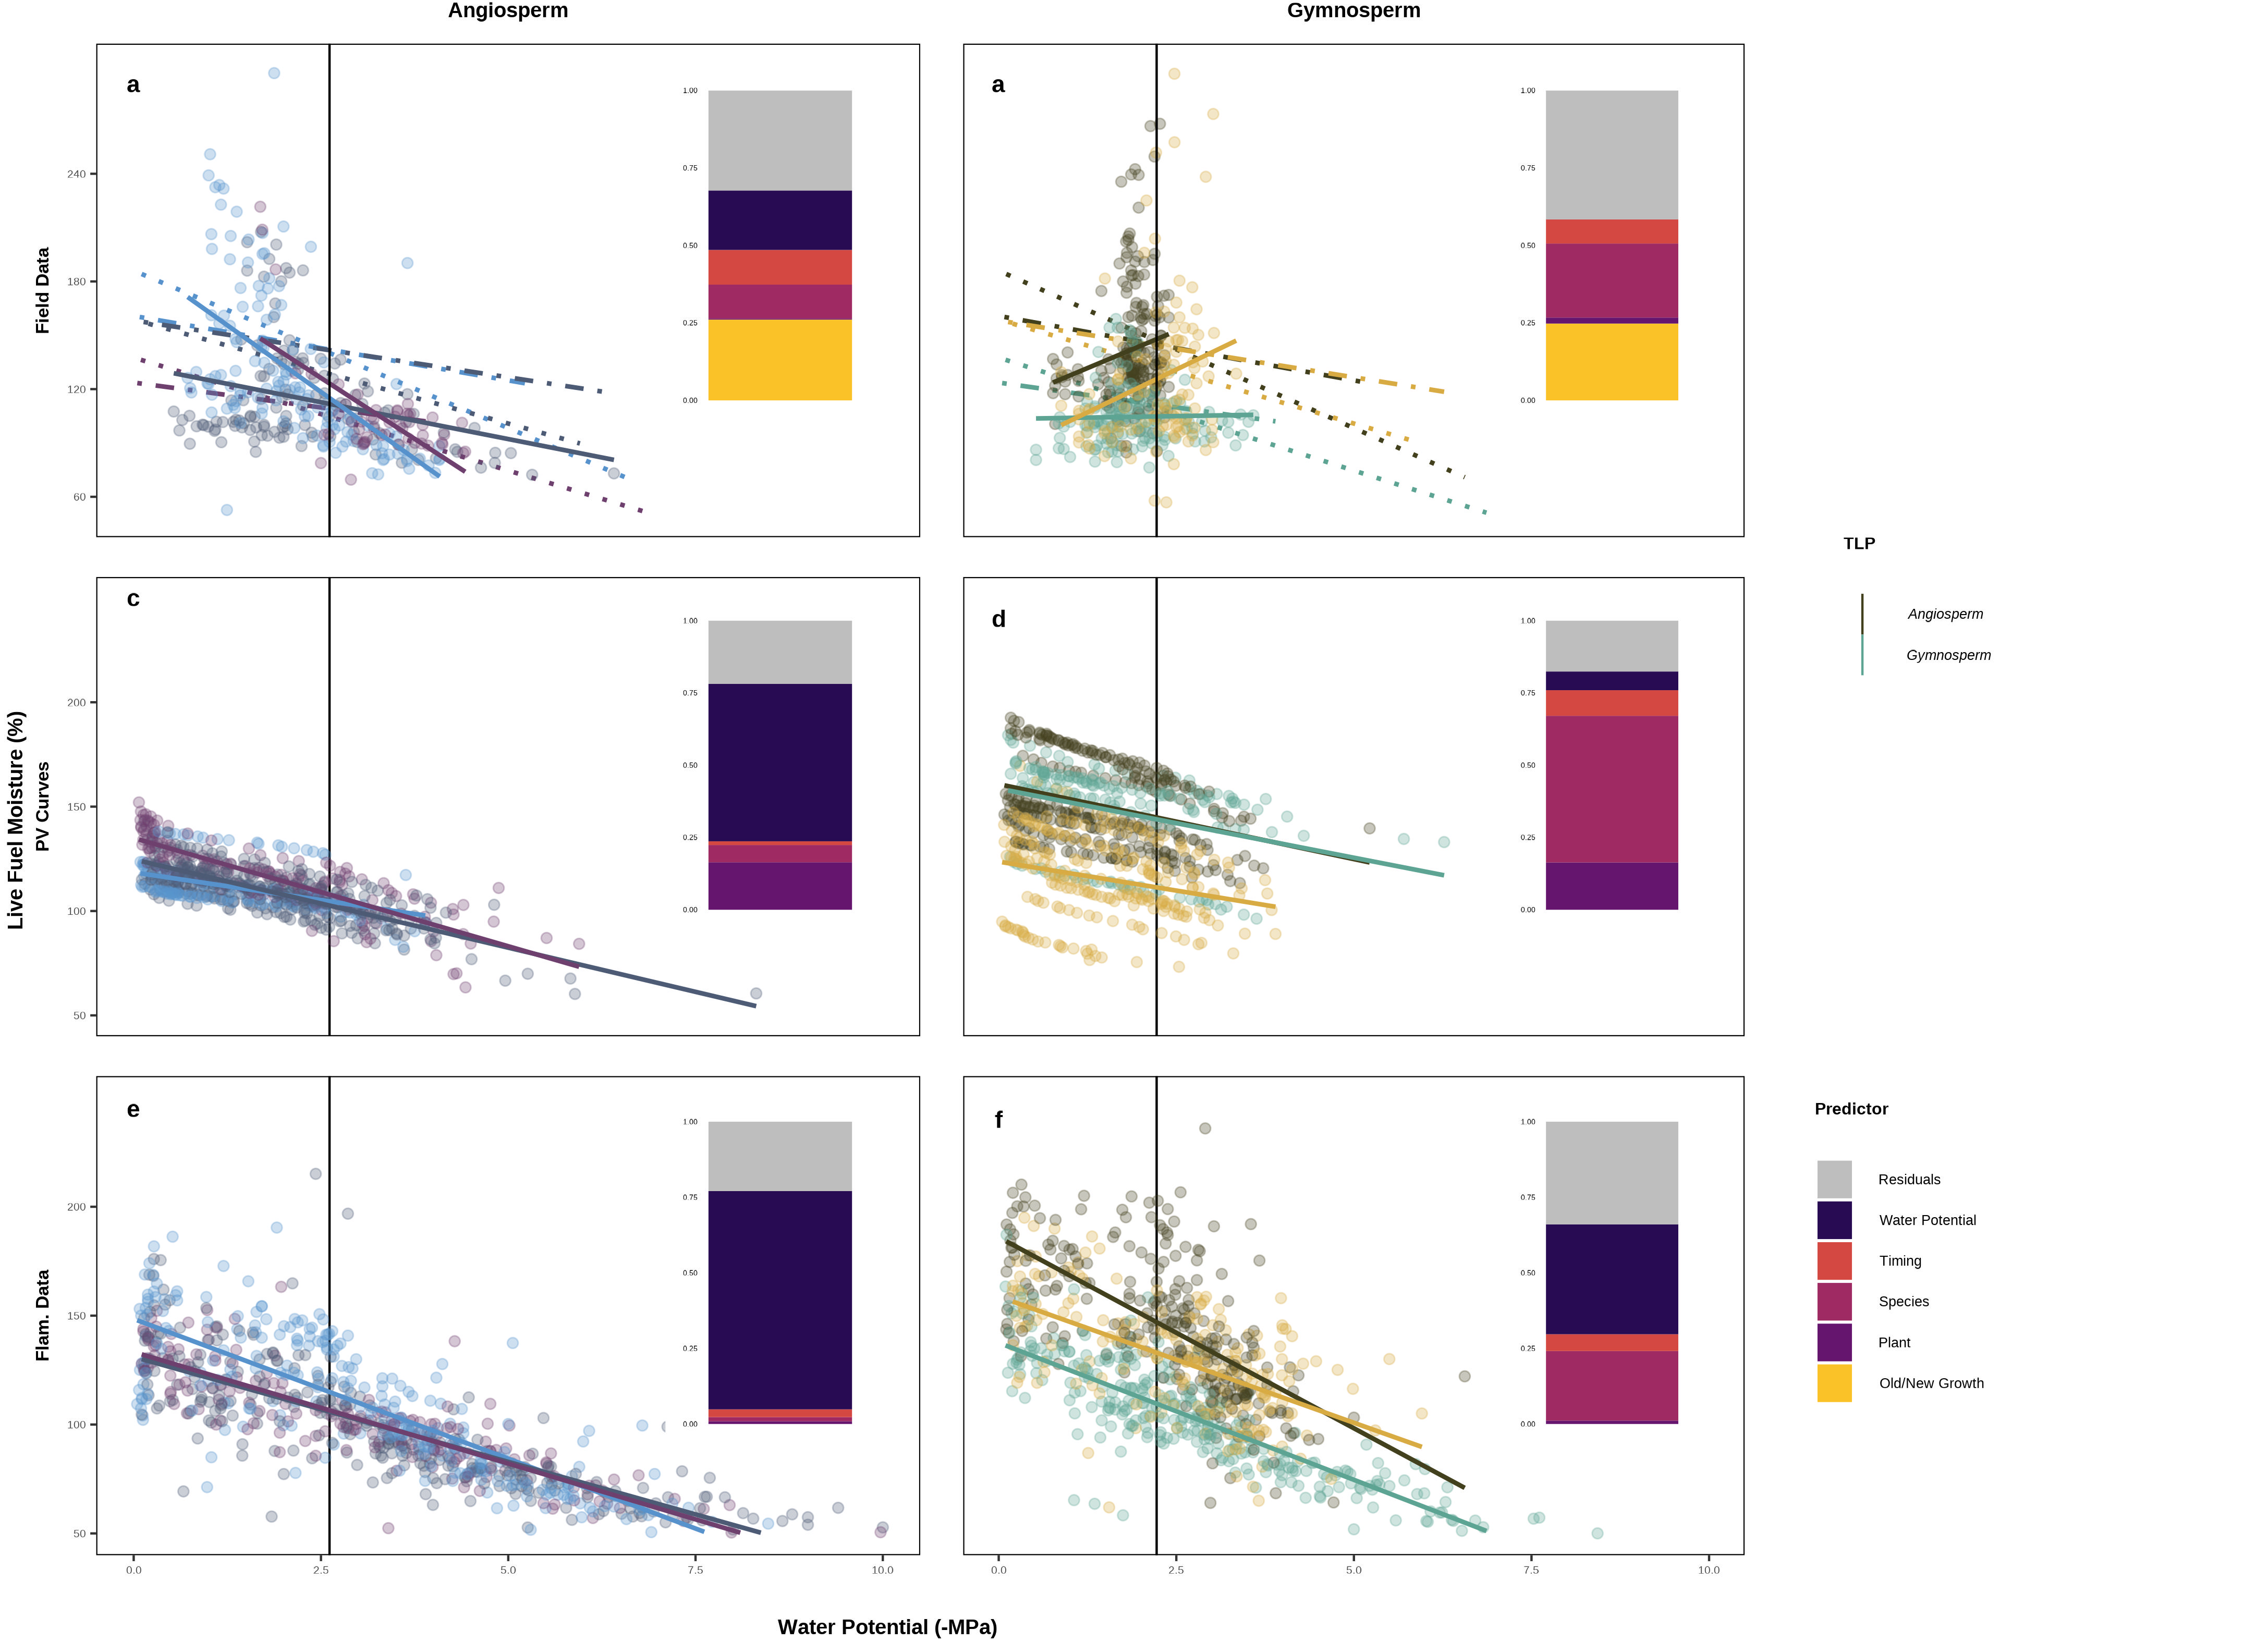 Angiosperm
Gymnosperm
a
1.00
0.75
0.50
0.25
0.00
240
180
120
60
Field Data
a
1.00
0.75
0.50
0.25
0.00
TLP
Angiosperm
Gymnosperm
Live Fuel Moisture (%)
PV Curves
c
1.00
0.75
0.50
0.25
0.00
200
150
100
50
d
1.00
0.75
0.50
0.25
0.00
Flam. Data
e
1.00
0.75
0.50
0.25
0.00
200
150
100
50
0.0
2.5
5.0
7.5
10.0
f
1.00
0.75
0.50
0.25
0.00
0.0
2.5
5.0
7.5
10.0
Predictor
Residuals
Water Potential
Timing
Species
Plant
Old/New Growth
Water Potential (-MPa)